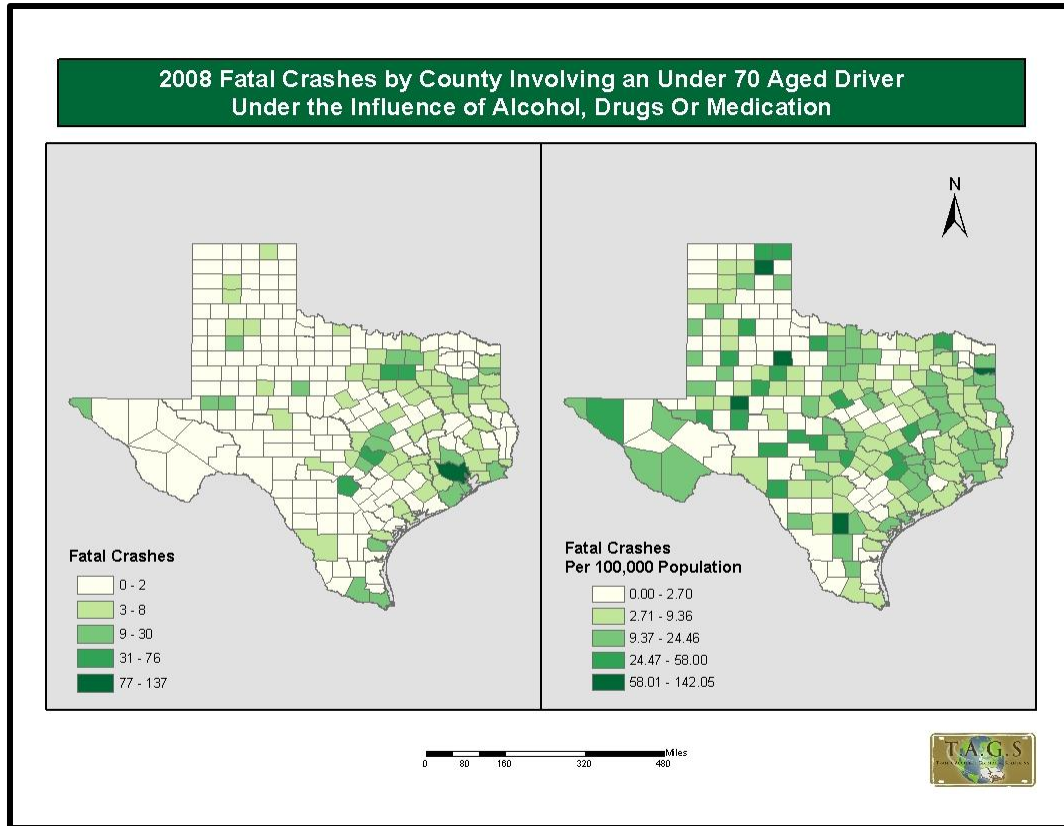 2008 Fatal Crashes by County Involving an Under 70 Aged Driver
Under the Influence of Alcohol, Drugs Or Medication
N
Fatal Crashes
0 - 2
3 - 8
9 - 30
31 - 76
77 - 137
Fatal Crashes
Per 100,000 Population
0.00 - 2.70
2.71 - 9.36
9.37 - 24.46
24.47 - 58.00
58.01 - 142.05
Miles
0 80 160 320 480
T.A.G.S